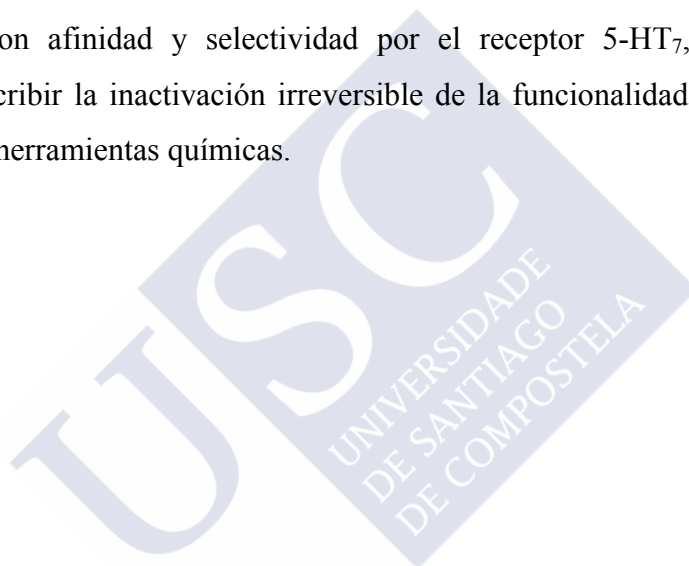 on afinidad y selectividad por el receptor 5-HT₇,
cribir la inactivación irreversible de la funcionalidad
herramientas químicas.
USC
UNIVERSIDADE
DE SANTIAGO
DE COMPOSTELA